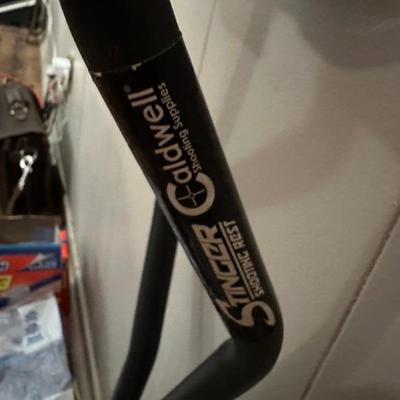 Caldwell®
Shooting Supplies
STINGER
SHOOTING REST